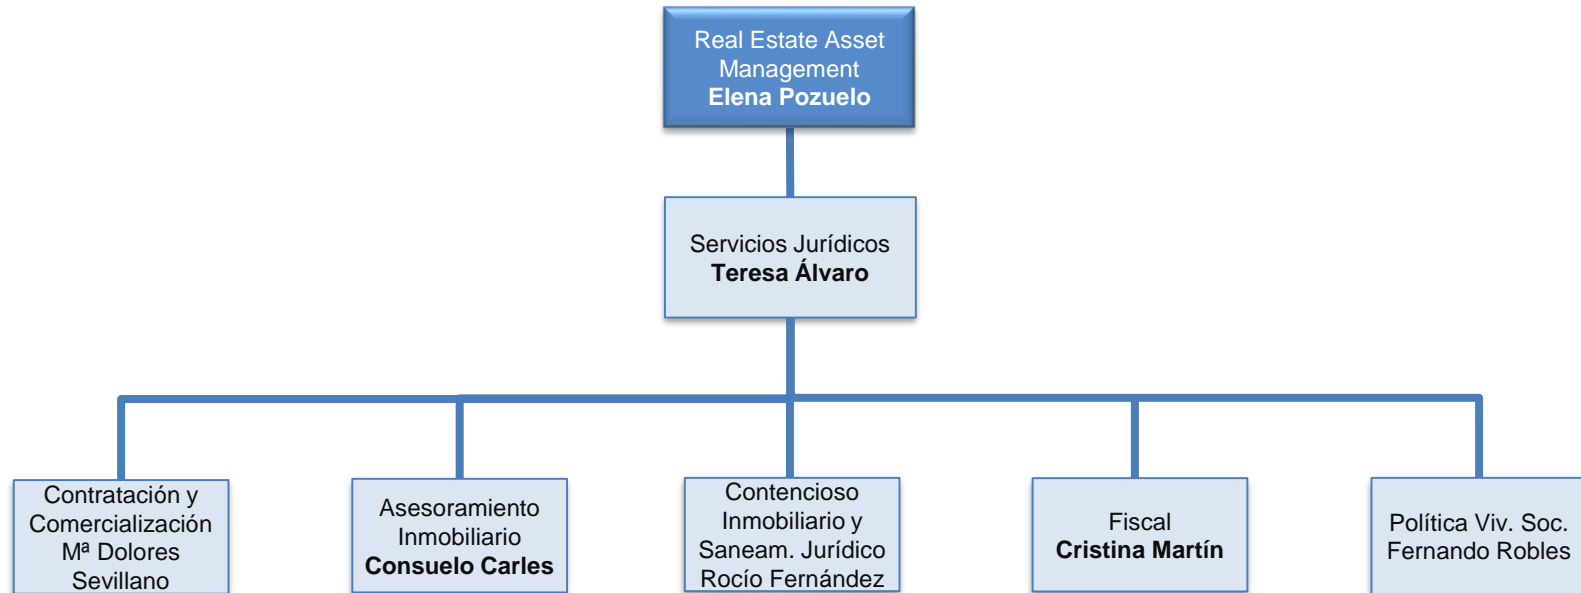 Real Estate Asset
Management
Elena Pozuelo
Servicios Jurídicos
Teresa Álvaro
Contratación y
Comercialización
Mª Dolores
Sevillano
Asesoramiento
Inmobiliario
Consuelo Carles
Contencioso
Inmobiliario y
Saneam. Jurídico
Rocío Fernández
Fiscal
Cristina Martín
Política Viv. Soc.
Fernando Robles